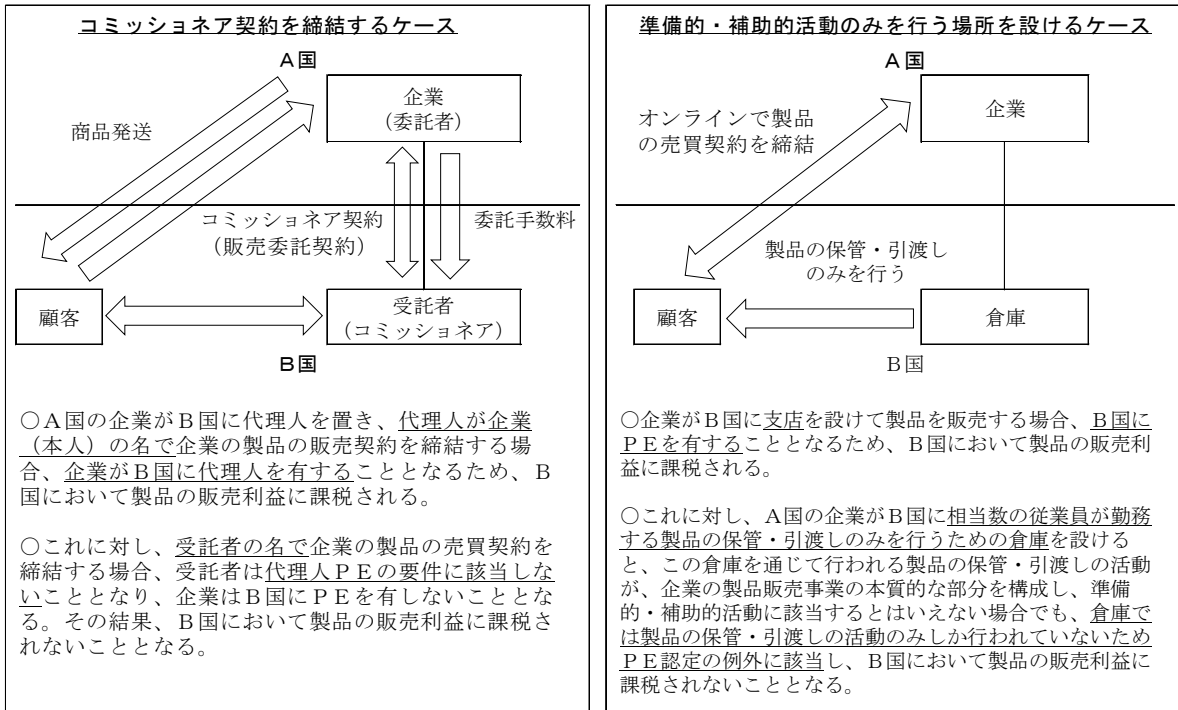 コミッショネア契約を締結するケース
Ａ国
企業
（委託者）
商品発送
コミッショネア契約
（販売委託契約）
委託手数料
顧客
受託者
（コミッショネア）
Ｂ国
○Ａ国の企業がＢ国に代理人を置き、代理人が企業
（本人）の名で企業の製品の販売契約を締結する場
合、企業がＢ国に代理人を有することとなるため、Ｂ
国において製品の販売利益に課税される。
○これに対し、受託者の名で企業の製品の売買契約を
締結する場合、受託者は代理人ＰＥの要件に該当しな
いこととなり、企業はＢ国にＰＥを有しないこととな
る。その結果、Ｂ国において製品の販売利益に課税さ
れないこととなる。
準備的・補助的活動のみを行う場所を設けるケース
Ａ国
企業
オンラインで製品
の売買契約を締結
製品の保管・引渡し
のみを行う
顧客
倉庫
Ｂ国
○企業がＢ国に支店を設けて製品を販売する場合、Ｂ国に
ＰＥを有することとなるため、Ｂ国において製品の販売利
益に課税される。
○これに対し、Ａ国の企業がＢ国に相当数の従業員が勤務
する製品の保管・引渡しのみを行うための倉庫を設ける
と、この倉庫を通じて行われる製品の保管・引渡しの活動
が、企業の製品販売事業の本質的な部分を構成し、準備
的・補助的活動に該当するとはいえない場合でも、倉庫で
は製品の保管・引渡しの活動のみしか行われていないため
ＰＥ認定の例外に該当し、Ｂ国において製品の販売利益に
課税されないこととなる。